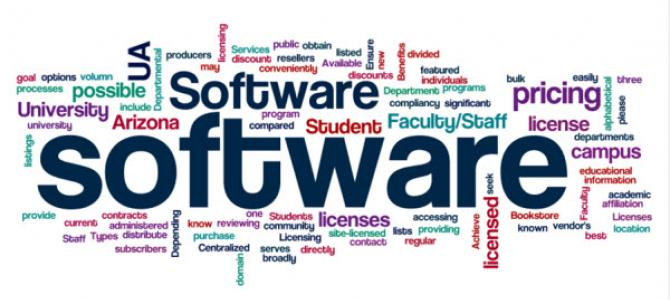 UA
Departmental
producers
licensing
may
Services
discount
public
obtain
resellers
conveniently
listed
Available
discounts
Ensure
new
Benefits
divided
featured
individuals
goal options volumn
processes
possible
include
Software
Department
programs
compliancy
significant
bulk
easily
three
pricing
alphabetical
please
University
university
Arizona
program
compared
Student
Faculty/Staff
license
departments
campus
listings
software
educational
information
academic
affiliation
Faculty
provide
current
contracts
administered
Staff
Types
distribute
subscribers
Depending
know
reviewing
one
Students
community
purchase
Centralized
serves
Licensing
broadly
directly
domain
licenses
site-licensed
contact
lists
regular
accessing
providing
Achieve
licensed
seek
Bookstore
known
vendor's
best
Licenses
location